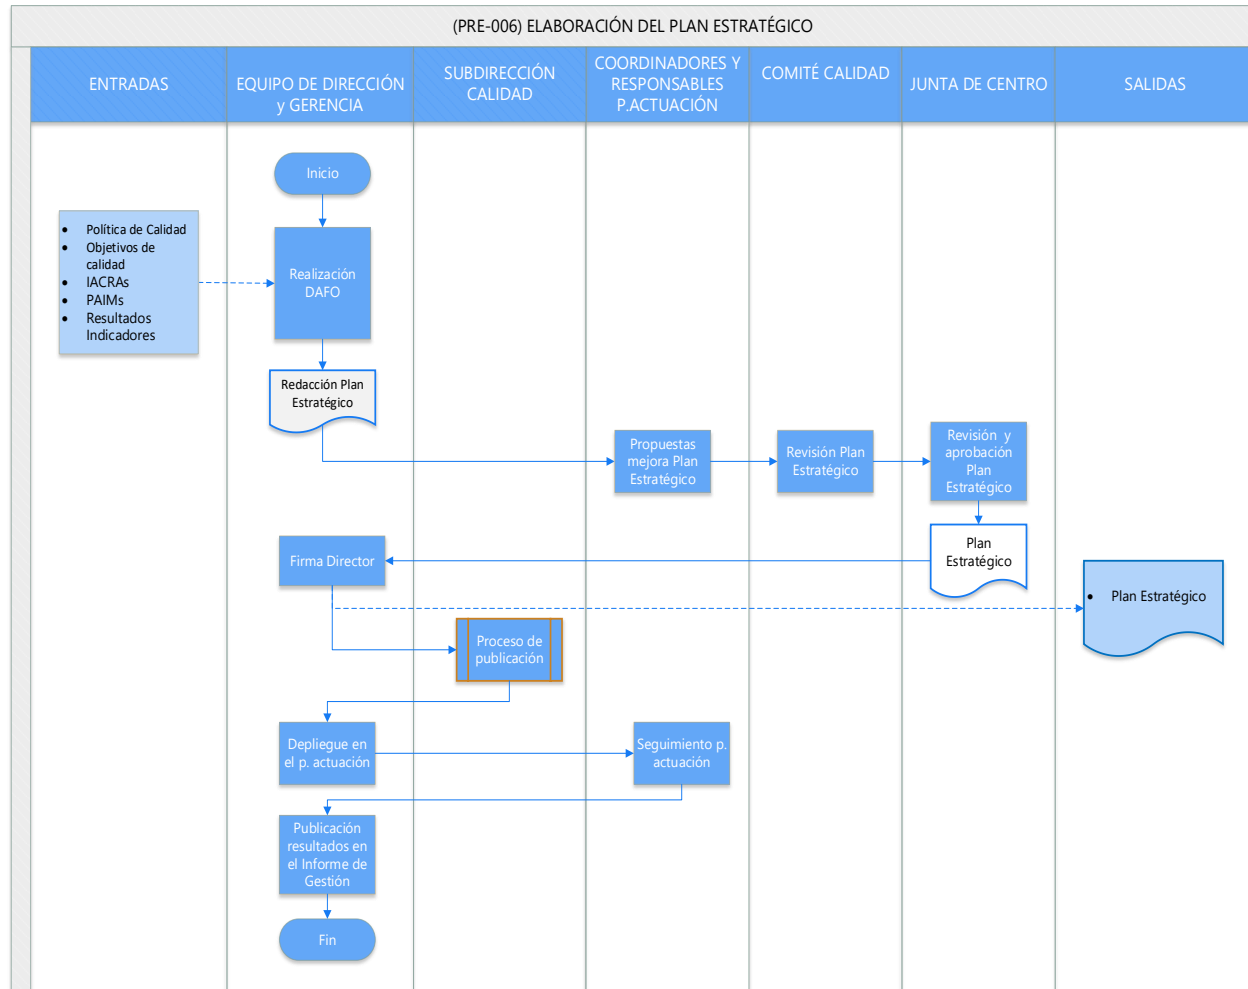 (PRE-006) ELABORACIÓN DEL PLAN ESTRATÉGICO
ENTRADAS
EQUIPO DE DIRECCIÓN
y GERENCIA
SUBDIRECCIÓN
CALIDAD
COORDINADORES Y
RESPONSABLES
P.ACTUACIÓN
COMITÉ CALIDAD
JUNTA DE CENTRO
SALIDAS
Inicio
• Política de Calidad
• Objetivos de
calidad
• IACRAs
• PAIMs
• Resultados
Indicadores
Realización
DAFO
Redacción Plan
Estratégico
Propuestas
mejora Plan
Estratégico
Revisión Plan
Estratégico
Revisión y
aprobación
Plan
Estratégico
Plan
Estratégico
Firma Director
• Plan Estratégico
Proceso de
publicación
Depliegue en
el p. actuación
Seguimiento p.
actuación
Publicación
resultados en
el Informe de
Gestión
Fin